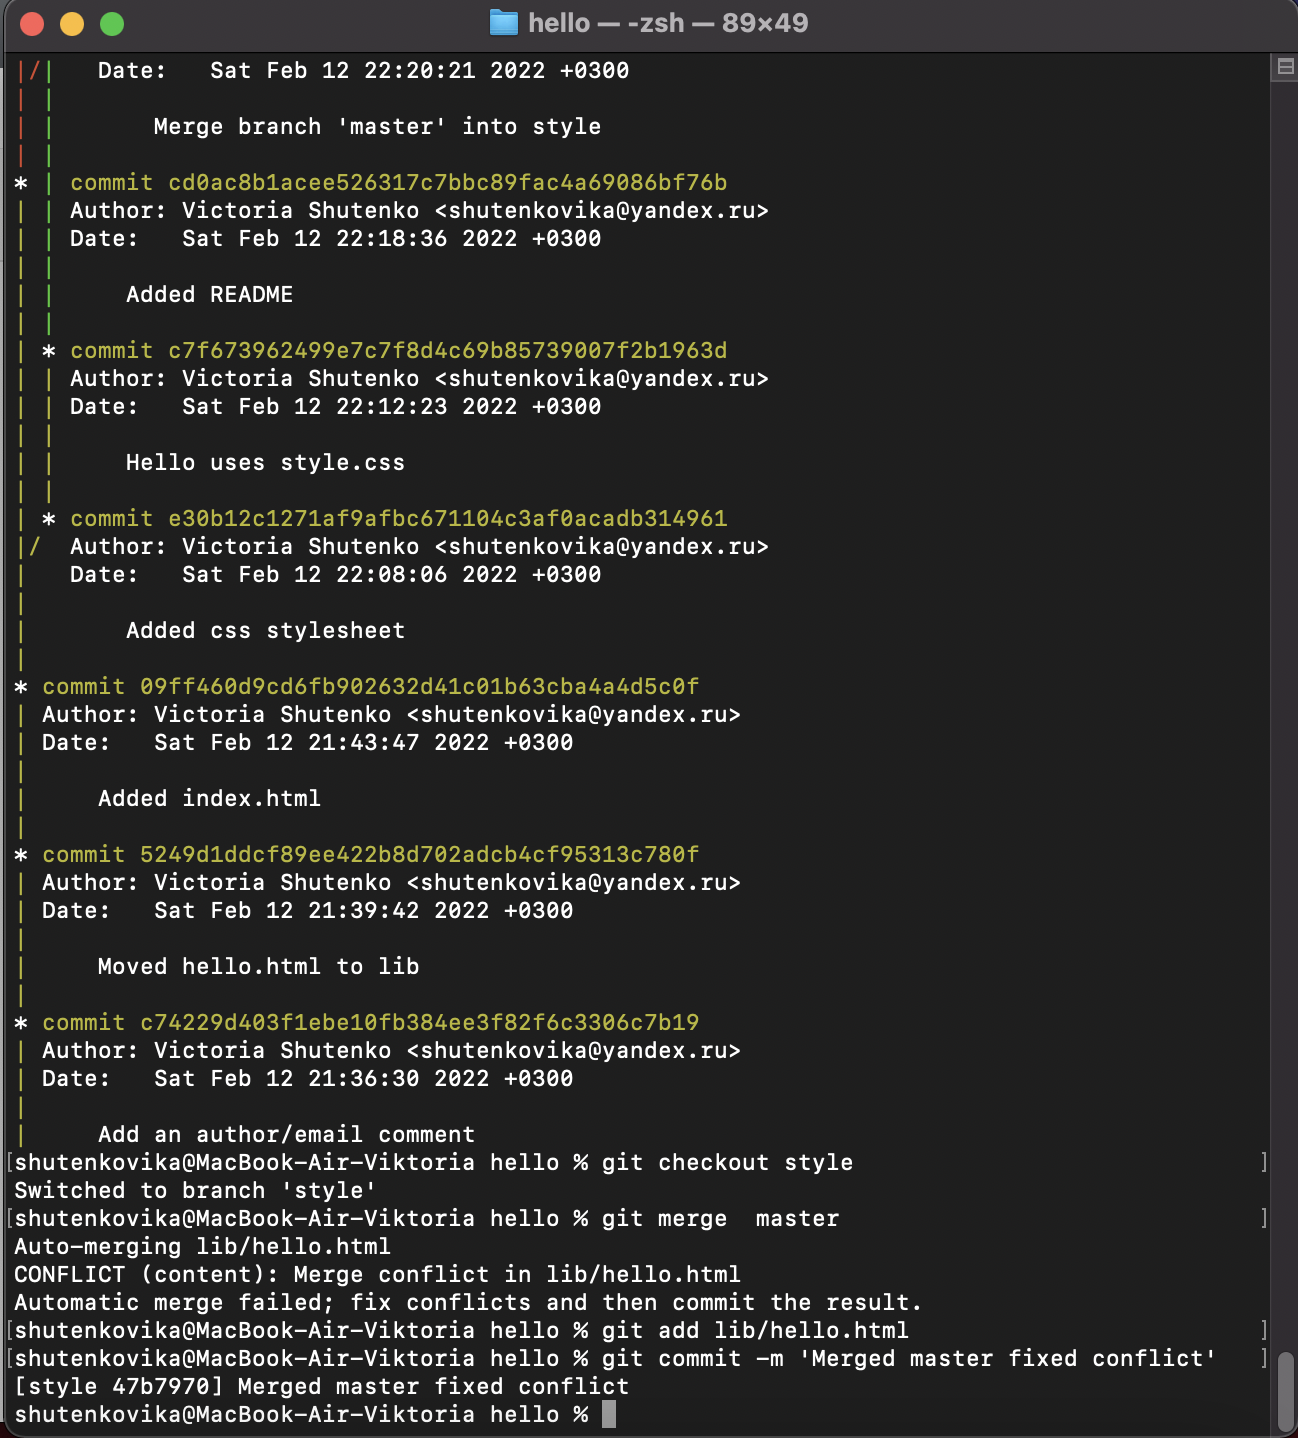 hello — -zsh — 89×49
|/|   Date:   Sat Feb 12 22:20:21 2022 +0300
| |
| |       Merge branch 'master' into style
| |
* | commit cd0ac8b1acee526317c7bbc89fac4a69086bf76b
| | Author: Victoria Shutenko <shutenkovika@yandex.ru>
| | Date:   Sat Feb 12 22:18:36 2022 +0300
| |
| |     Added README
| |
| * commit c7f673962499e7c7f8d4c69b85739007f2b1963d
| | Author: Victoria Shutenko <shutenkovika@yandex.ru>
| | Date:   Sat Feb 12 22:12:23 2022 +0300
| |
| |     Hello uses style.css
| |
| * commit e30b12c1271af9afbc671104c3af0acadb314961
|/  Author: Victoria Shutenko <shutenkovika@yandex.ru>
|   Date:   Sat Feb 12 22:08:06 2022 +0300
|
|       Added css stylesheet
|
* commit 09ff460d9cd6fb902632d41c01b63cba4a4d5c0f
| Author: Victoria Shutenko <shutenkovika@yandex.ru>
| Date:   Sat Feb 12 21:43:47 2022 +0300
|
|     Added index.html
|
* commit 5249d1ddcf89ee422b8d702adcb4cf95313c780f
| Author: Victoria Shutenko <shutenkovika@yandex.ru>
| Date:   Sat Feb 12 21:39:42 2022 +0300
|
|     Moved hello.html to lib
|
* commit c74229d403f1ebe10fb384ee3f82f6c3306c7b19
| Author: Victoria Shutenko <shutenkovika@yandex.ru>
| Date:   Sat Feb 12 21:36:30 2022 +0300
|
|     Add an author/email comment
[shutenkovika@MacBook-Air-Viktoria hello % git checkout style ]
Switched to branch 'style'
[shutenkovika@MacBook-Air-Viktoria hello % git merge  master ]
Auto-merging lib/hello.html
CONFLICT (content): Merge conflict in lib/hello.html
Automatic merge failed; fix conflicts and then commit the result.
[shutenkovika@MacBook-Air-Viktoria hello % git add lib/hello.html ]
[shutenkovika@MacBook-Air-Viktoria hello % git commit -m 'Merged master fixed conflict' ]
[style 47b7970] Merged master fixed conflict
shutenkovika@MacBook-Air-Viktoria hello %